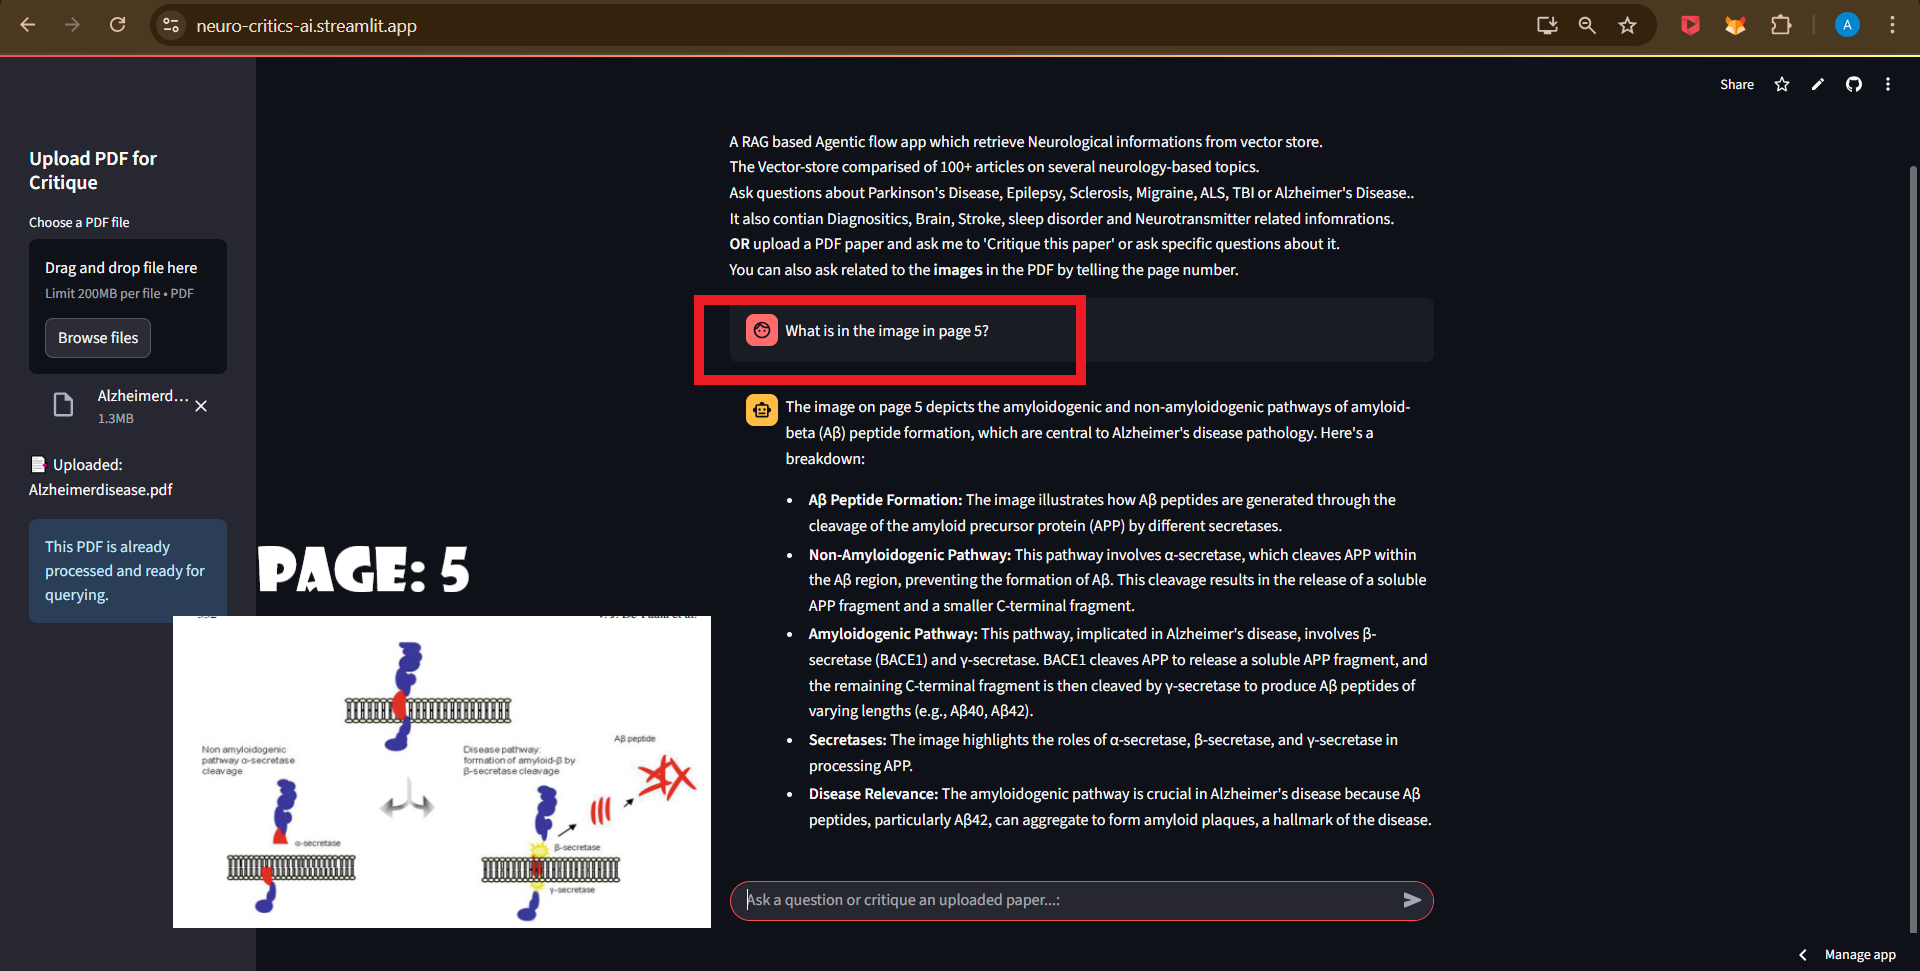 neuro-critics-ai.streamlit.app
A
Share
Upload PDF for
Critique
Choose a PDF file
Drag and drop file here
Limit 200MB per file • PDF
Browse files
Alzheimerd...
1.3MB
Uploaded:
Alzheimerdisease.pdf
This PDF is already
processed and ready for
querying.
A RAG based Agentic flow app which retrieve Neurological informations from vector store.
The Vector-store comparised of 100+ articles on several neurology-based topics.
Ask questions about Parkinson's Disease, Epilepsy, Sclerosis, Migraine, ALS, TBI or Alzheimer's Disease..
It also contian Diagnositics, Brain, Stroke, sleep disorder and Neurotransmitter related infomrations.
OR upload a PDF paper and ask me to 'Critique this paper' or ask specific questions about it.
You can also ask related to the images in the PDF by telling the page number.
What is in the image in page 5?
The image on page 5 depicts the amyloidogenic and non-amyloidogenic pathways of amyloid-
beta (Aβ) peptide formation, which are central to Alzheimer's disease pathology. Here's a
breakdown:
• Aβ Peptide Formation: The image illustrates how Aβ peptides are generated through the
cleavage of the amyloid precursor protein (APP) by different secretases.
• Non-Amyloidogenic Pathway: This pathway involves α-secretase, which cleaves APP within
the Aβ region, preventing the formation of Aβ. This cleavage results in the release of a soluble
APP fragment and a smaller C-terminal fragment.
• Amyloidogenic Pathway: This pathway, implicated in Alzheimer's disease, involves β-
secretase (BACE1) and γ-secretase. BACE1 cleaves APP to release a soluble APP fragment, and
the remaining C-terminal fragment is then cleaved by γ-secretase to produce Aβ peptides of
varying lengths (e.g., Aβ40, Aβ42).
• Secretases: The image highlights the roles of α-secretase, β-secretase, and γ-secretase in
processing APP.
• Disease Relevance: The amyloidogenic pathway is crucial in Alzheimer's disease because Aβ
peptides, particularly Aβ42, can aggregate to form amyloid plaques, a hallmark of the disease.
PAGE: 5
Non amyloidogenic
pathway α-secretase
cleavage
Disease pathway:
formation of amyloid-β by
β-secretase cleavage
Aβ peptide
α-secretase
β-secretase
γ-secretase
Ask a question or critique an uploaded paper...:
Manage app